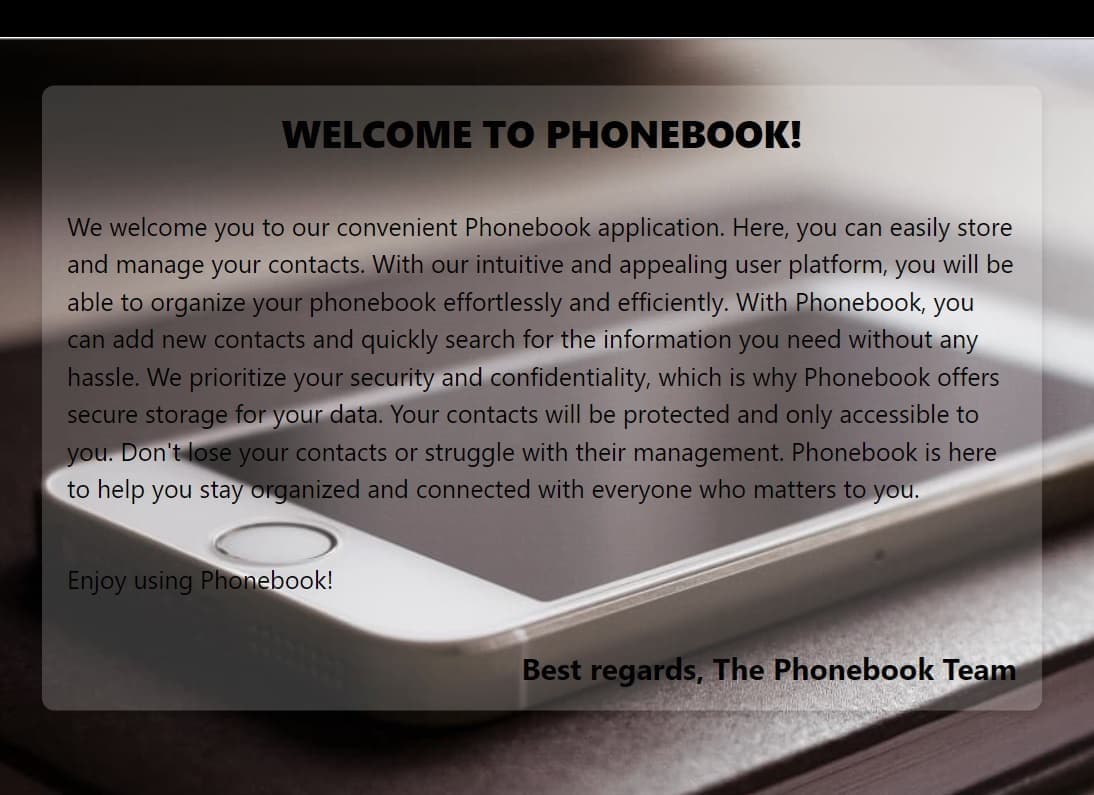 WELCOME TO PHONEBOOK!
We welcome you to our convenient Phonebook application. Here, you can easily store
and manage your contacts. With our intuitive and appealing user platform, you will be
able to organize your phonebook effortlessly and efficiently. With Phonebook, you
can add new contacts and quickly search for the information you need without any
hassle. We prioritize your security and confidentiality, which is why Phonebook offers
secure storage for your data. Your contacts will be protected and only accessible to
you. Don't lose your contacts or struggle with their management. Phonebook is here
to help you stay organized and connected with everyone who matters to you.
Enjoy using Phonebook!
Best regards, The Phonebook Team